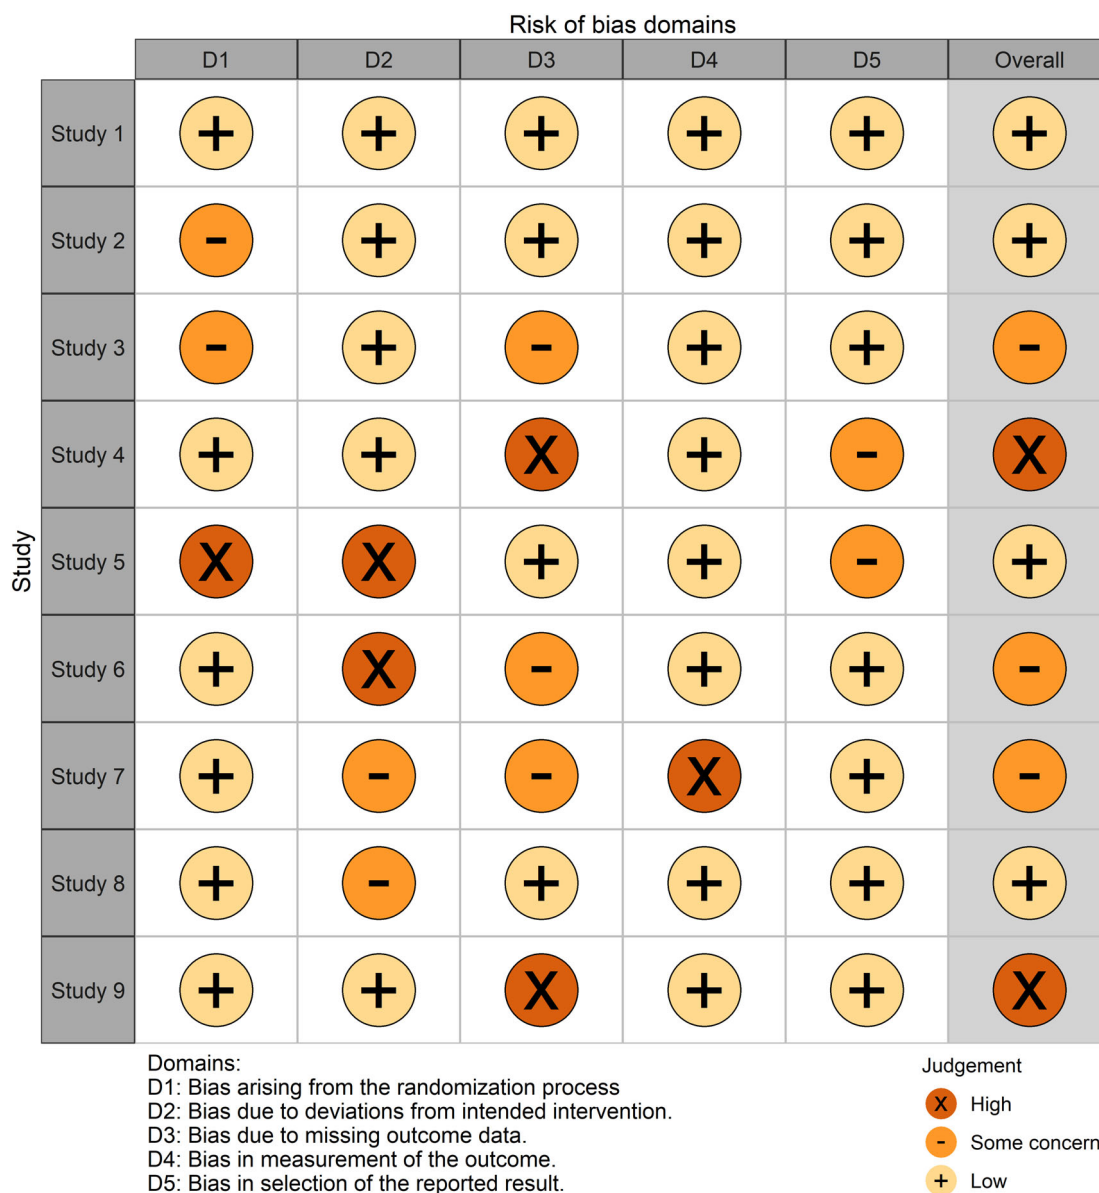 Risk of bias domains
D1 D2 D3 D4 D5 Overall
Study
Study 1 + + + + + +
Study 2 - + + + + +
Study 3 - + - + + -
Study 4 + + X + - X
Study 5 X X + + - +
Study 6 + X - + + -
Study 7 + - - X + -
Study 8 + - + + + +
Study 9 + + X + + X
Domains:
D1: Bias arising from the randomization process
D2: Bias due to deviations from intended intervention.
D3: Bias due to missing outcome data.
D4: Bias in measurement of the outcome.
D5: Bias in selection of the reported result.
Judgement
X High
- Some concern
+ Low